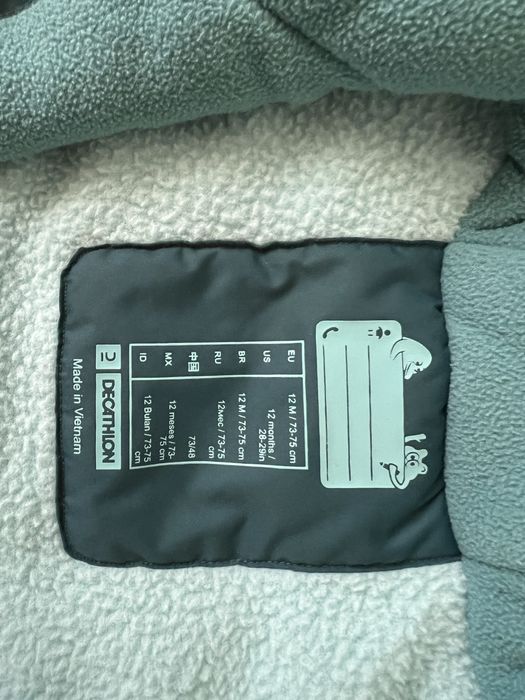 EU 12 M / 73-75 cm
US 12 months /
28-29in
BR 12 M / 73-75 cm
RU 12мес / 73-75
cm
中国 73/48
MX 12 meses / 73-
75 cm
ID 12 Bulan / 73-75
cm
DECATHLON
Made in Vietnam